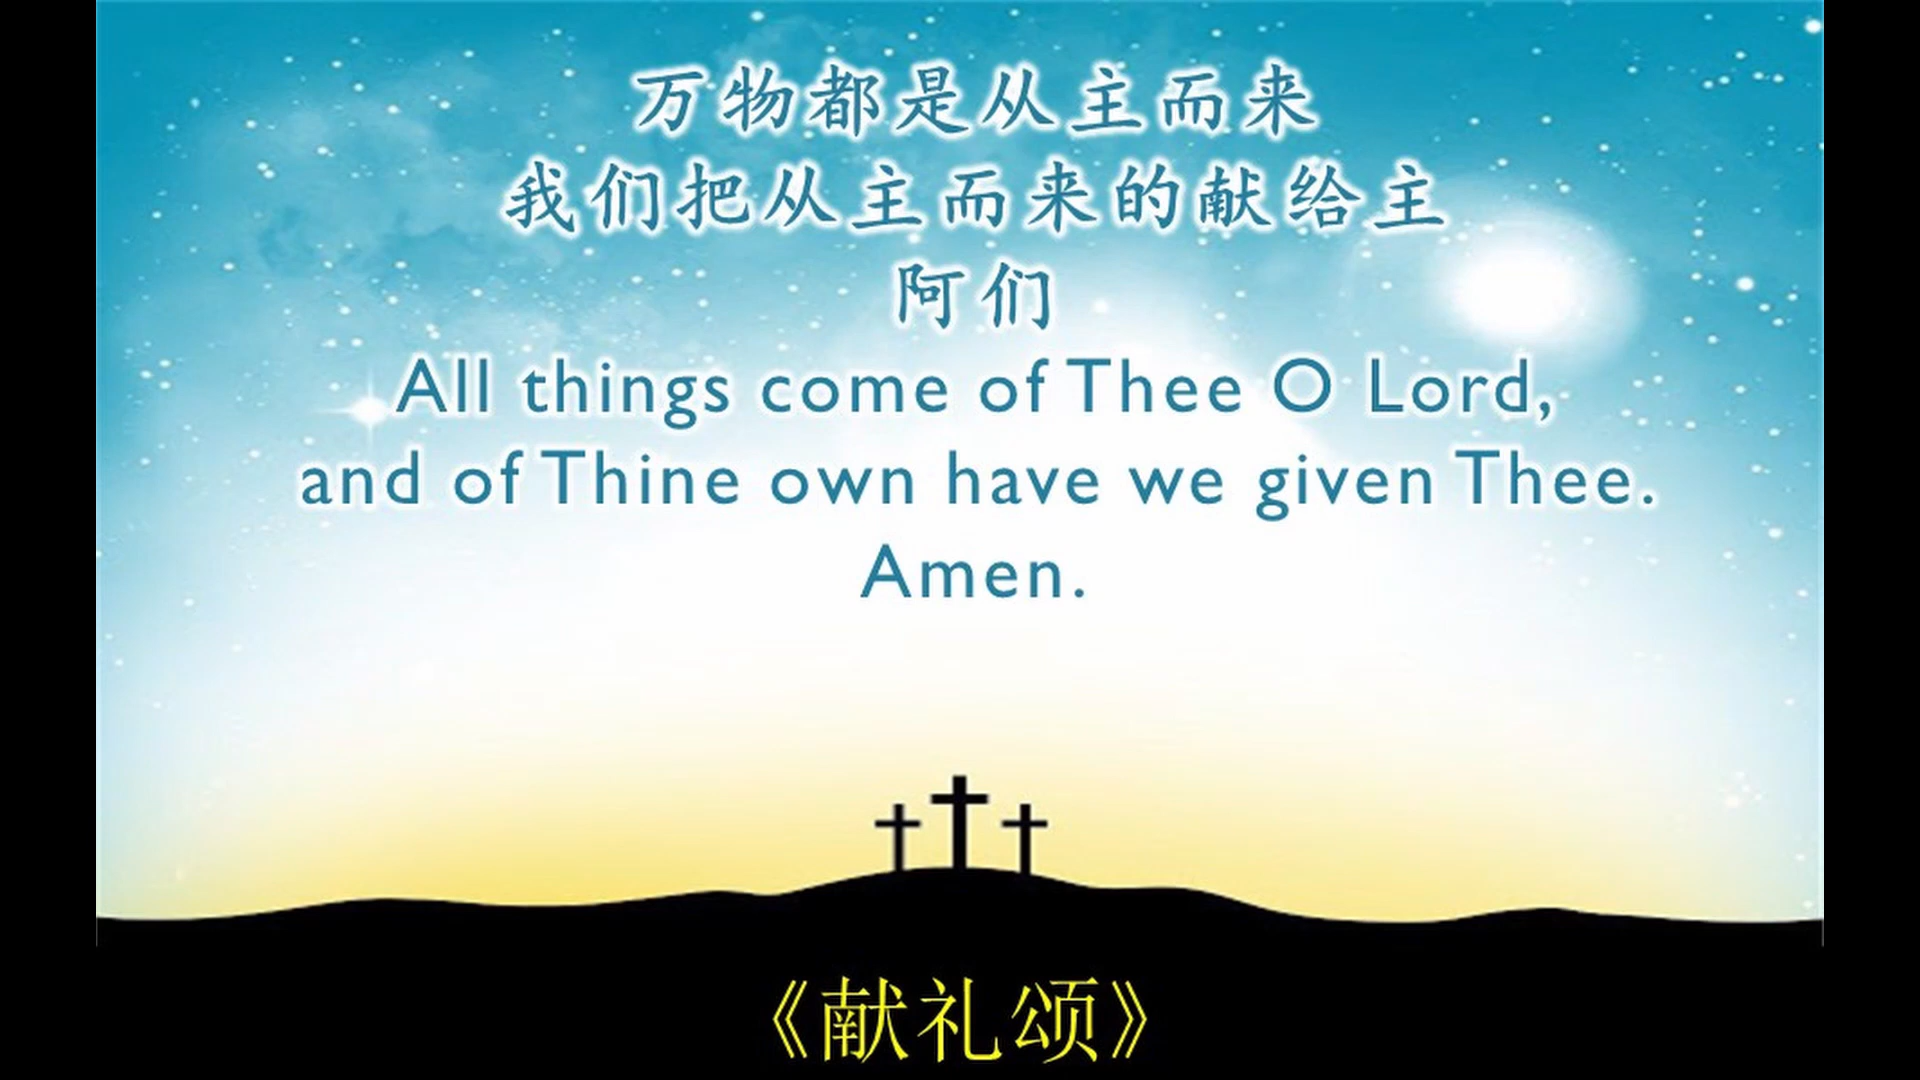 万物都是从主而来
我们把从主而来的献给主
阿们
All things come of Thee O Lord,
and of Thine own have we given Thee.
Amen.
《献礼颂》